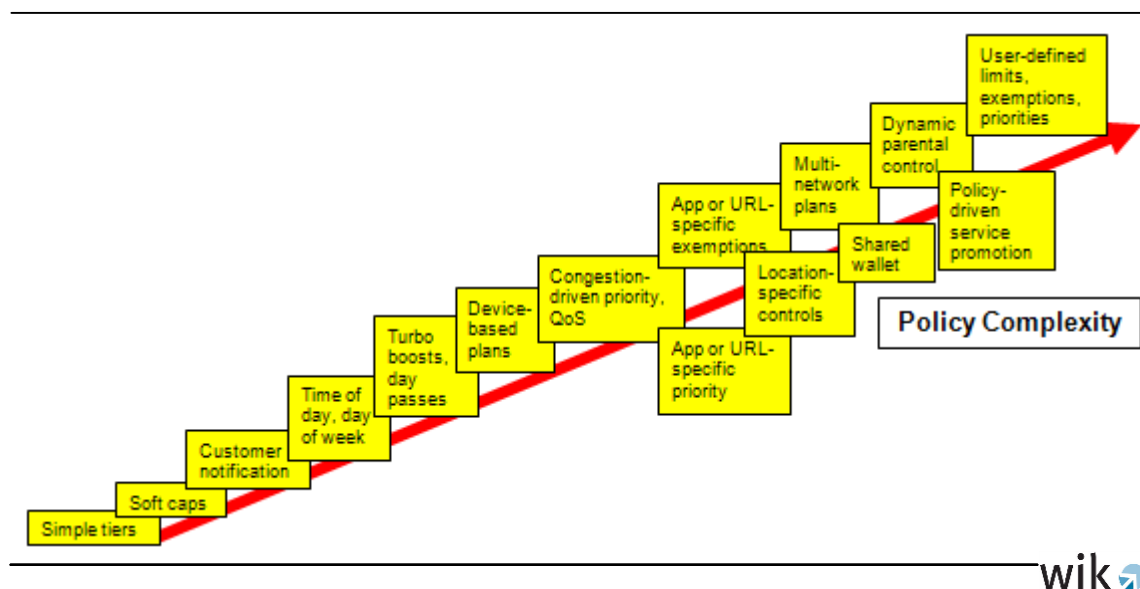 User-defined
limits,
exemptions,
priorities
Dynamic
parental
control
Multi-
network
plans
Policy-
driven
service
promotion
App or URL-
specific
exemptions
Shared
wallet
Location-
specific
controls
Congestion-
driven priority,
QoS
Device-
based
plans
Policy Complexity
Turbo
boosts,
day
passes
App or URL-
specific
priority
Time of
day, day
of week
Customer
notification
Soft caps
Simple tiers
wik